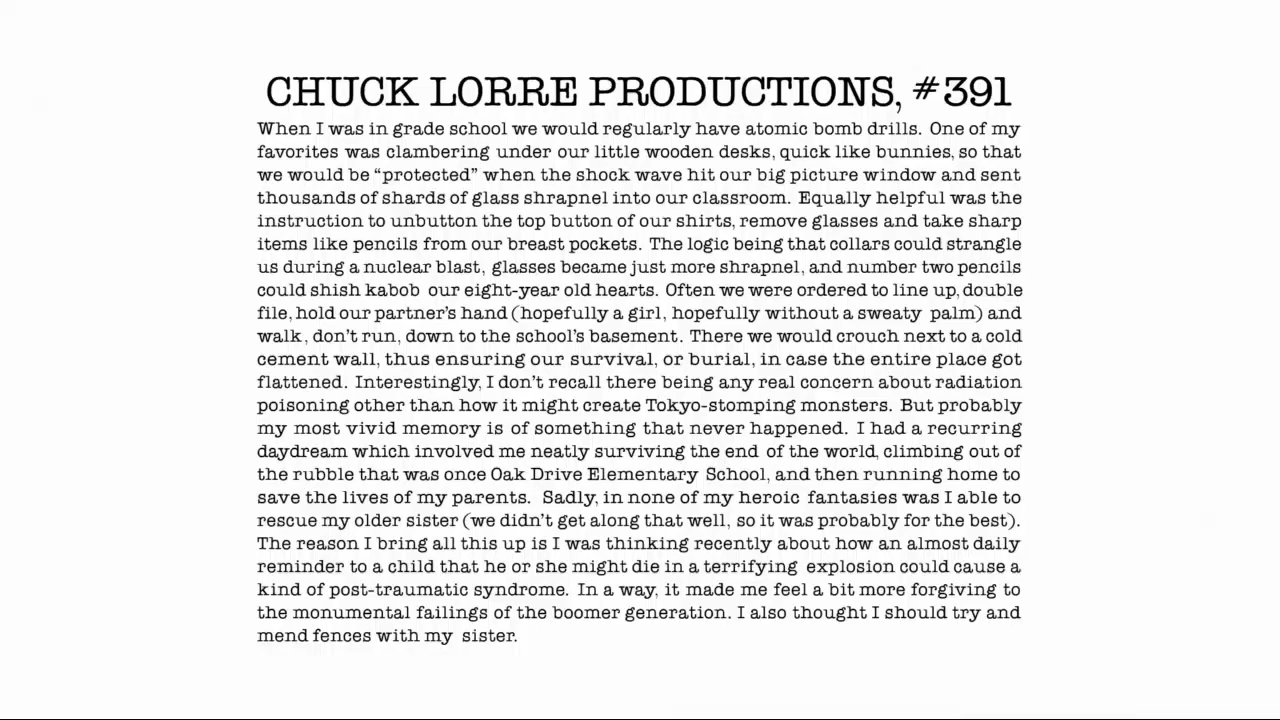 CHUCK LORRE PRODUCTIONS, #391
When I was in grade school we would regularly have atomic bomb drills. One of my
favorites was clambering under our little wooden desks, quick like bunnies, so that
we would be “protected” when the shock wave hit our big picture window and sent
thousands of shards of glass shrapnel into our classroom. Equally helpful was the
instruction to unbutton the top button of our shirts, remove glasses and take sharp
items like pencils from our breast pockets. The logic being that collars could strangle
us during a nuclear blast, glasses became just more shrapnel, and number two pencils
could shish kabob our eight-year old hearts. Often we were ordered to line up, double
file, hold our partner’s hand (hopefully a girl, hopefully without a sweaty palm) and
walk, don’t run, down to the school’s basement. There we would crouch next to a cold
cement wall, thus ensuring our survival, or burial, in case the entire place got
flattened. Interestingly, I don’t recall there being any real concern about radiation
poisoning other than how it might create Tokyo-stomping monsters. But probably
my most vivid memory is of something that never happened. I had a recurring
daydream which involved me neatly surviving the end of the world, climbing out of
the rubble that was once Oak Drive Elementary School, and then running home to
save the lives of my parents. Sadly, in none of my heroic fantasies was I able to
rescue my older sister (we didn’t get along that well, so it was probably for the best).
The reason I bring all this up is I was thinking recently about how an almost daily
reminder to a child that he or she might die in a terrifying explosion could cause a
kind of post-traumatic syndrome. In a way, it made me feel a bit more forgiving to
the monumental failings of the boomer generation. I also thought I should try and
mend fences with my sister.